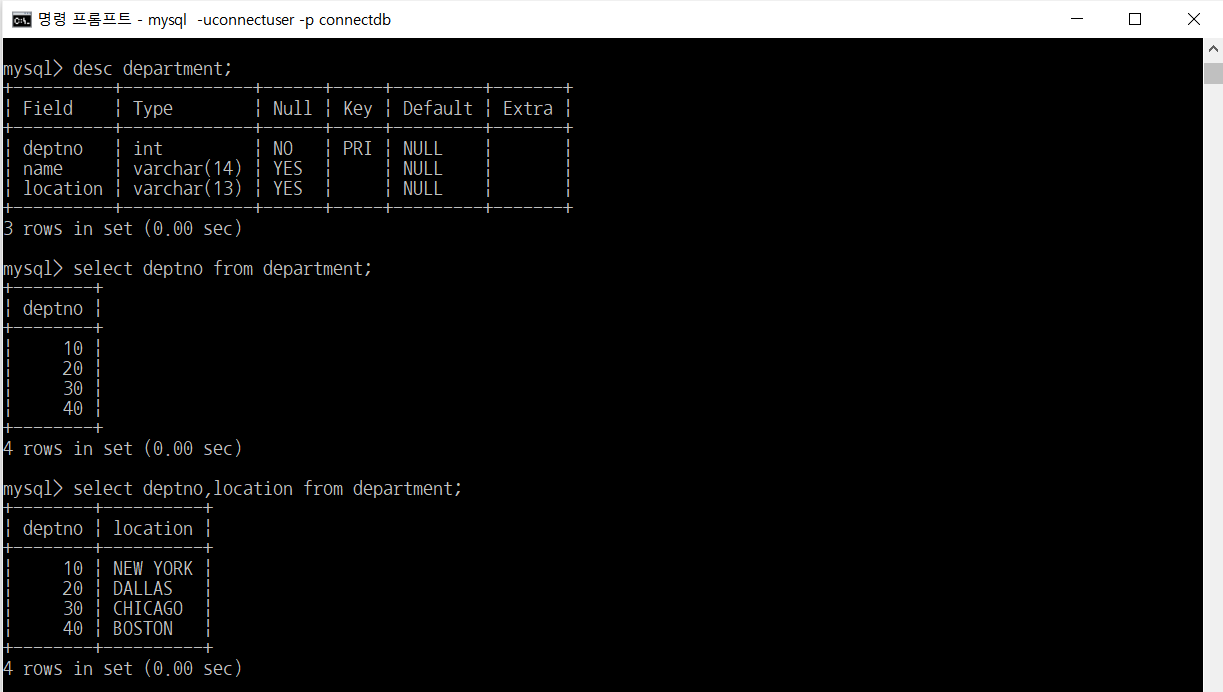 명령 프롬프트 - mysql  -uconnectuser -p connectdb
mysql> desc department;
+----------+-------------+------+-----+---------+-------+
| Field    | Type        | Null | Key | Default | Extra |
+----------+-------------+------+-----+---------+-------+
| deptno   | int         | NO   | PRI | NULL    |       |
| name     | varchar(14) | YES  |     | NULL    |       |
| location | varchar(13) | YES  |     | NULL    |       |
+----------+-------------+------+-----+---------+-------+
3 rows in set (0.00 sec)
mysql> select deptno from department;
+--------+
| deptno |
+--------+
|     10 |
|     20 |
|     30 |
|     40 |
+--------+
4 rows in set (0.00 sec)
mysql> select deptno,location from department;
+--------+----------+
| deptno | location |
+--------+----------+
|     10 | NEW YORK |
|     20 | DALLAS   |
|     30 | CHICAGO  |
|     40 | BOSTON   |
+--------+----------+
4 rows in set (0.00 sec)